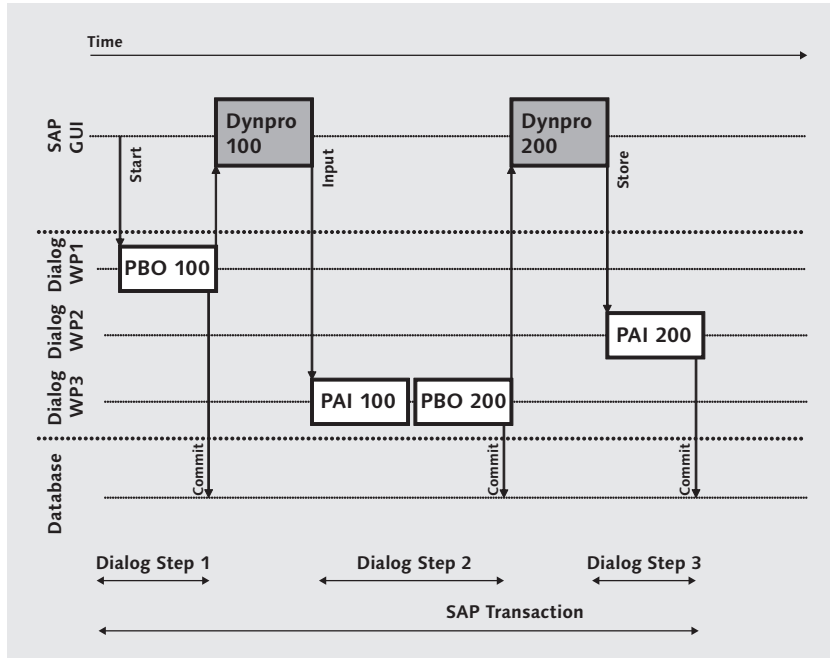 Time
SAP
GUI
Dynpro
100
Dynpro
200
Start
Input
Store
Dialog
WP1
PBO 100
Dialog
WP2
PAI 200
Dialog
WP3
PAI 100
PBO 200
Database
Commit
Commit
Commit
Dialog Step 1
Dialog Step 2
Dialog Step 3
SAP Transaction